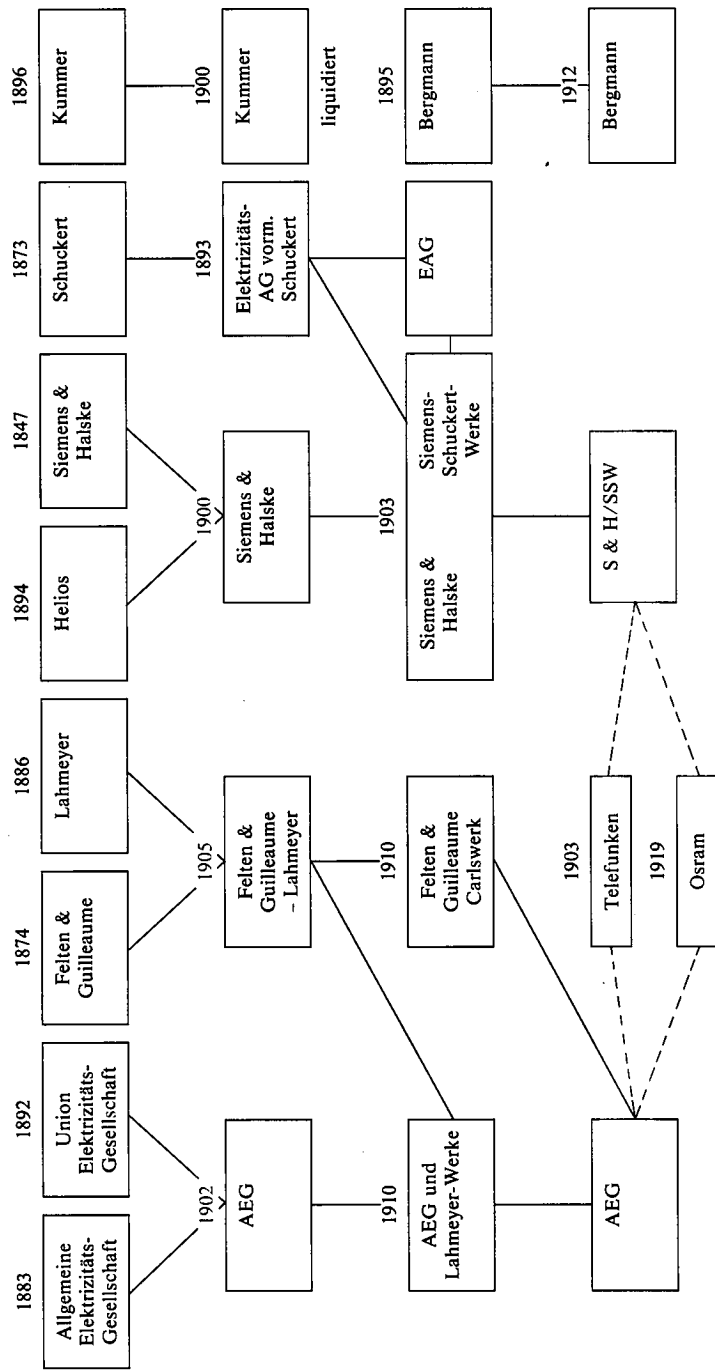 1883
Allgemeine
Elektrizitäts-
Gesellschaft
1892
Union
Elektrizitäts-
Gesellschaft
1874
Felten &
Guilleaume
1886
Lahmeyer
1894
Helios
1847
Siemens &
Halske
1873
Schuckert
1896
Kummer
1902
AEG
1905
Felten &
Guilleaume
– Lahmeyer
1900
Siemens &
Halske
1893
Elektrizitäts-
AG vorm.
Schuckert
1900
Kummer
liquidiert
1910
AEG und
Lahmeyer-Werke
1910
Felten &
Guilleaume
Carlswerk
1903
Siemens &
Halske
Siemens-
Schuckert-
Werke
EAG
1895
Bergmann
AEG
1903
Telefunken
1919
Osram
S & H/SSW
1912
Bergmann